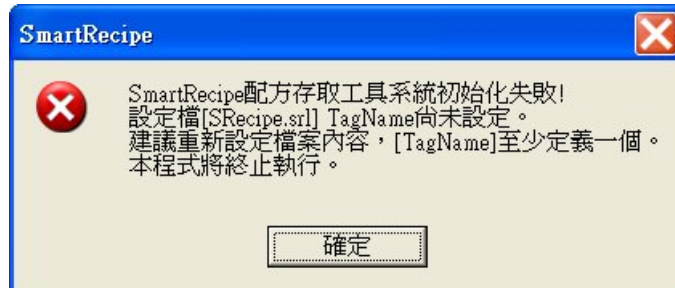 SmartRecipe
SmartRecipe配方存取工具系統初始化失敗!
設定檔[SRecipe.srl] TagName尚未設定。
建議重新設定檔案內容，[TagName]至少定義一個。
本程式將終止執行。
確定